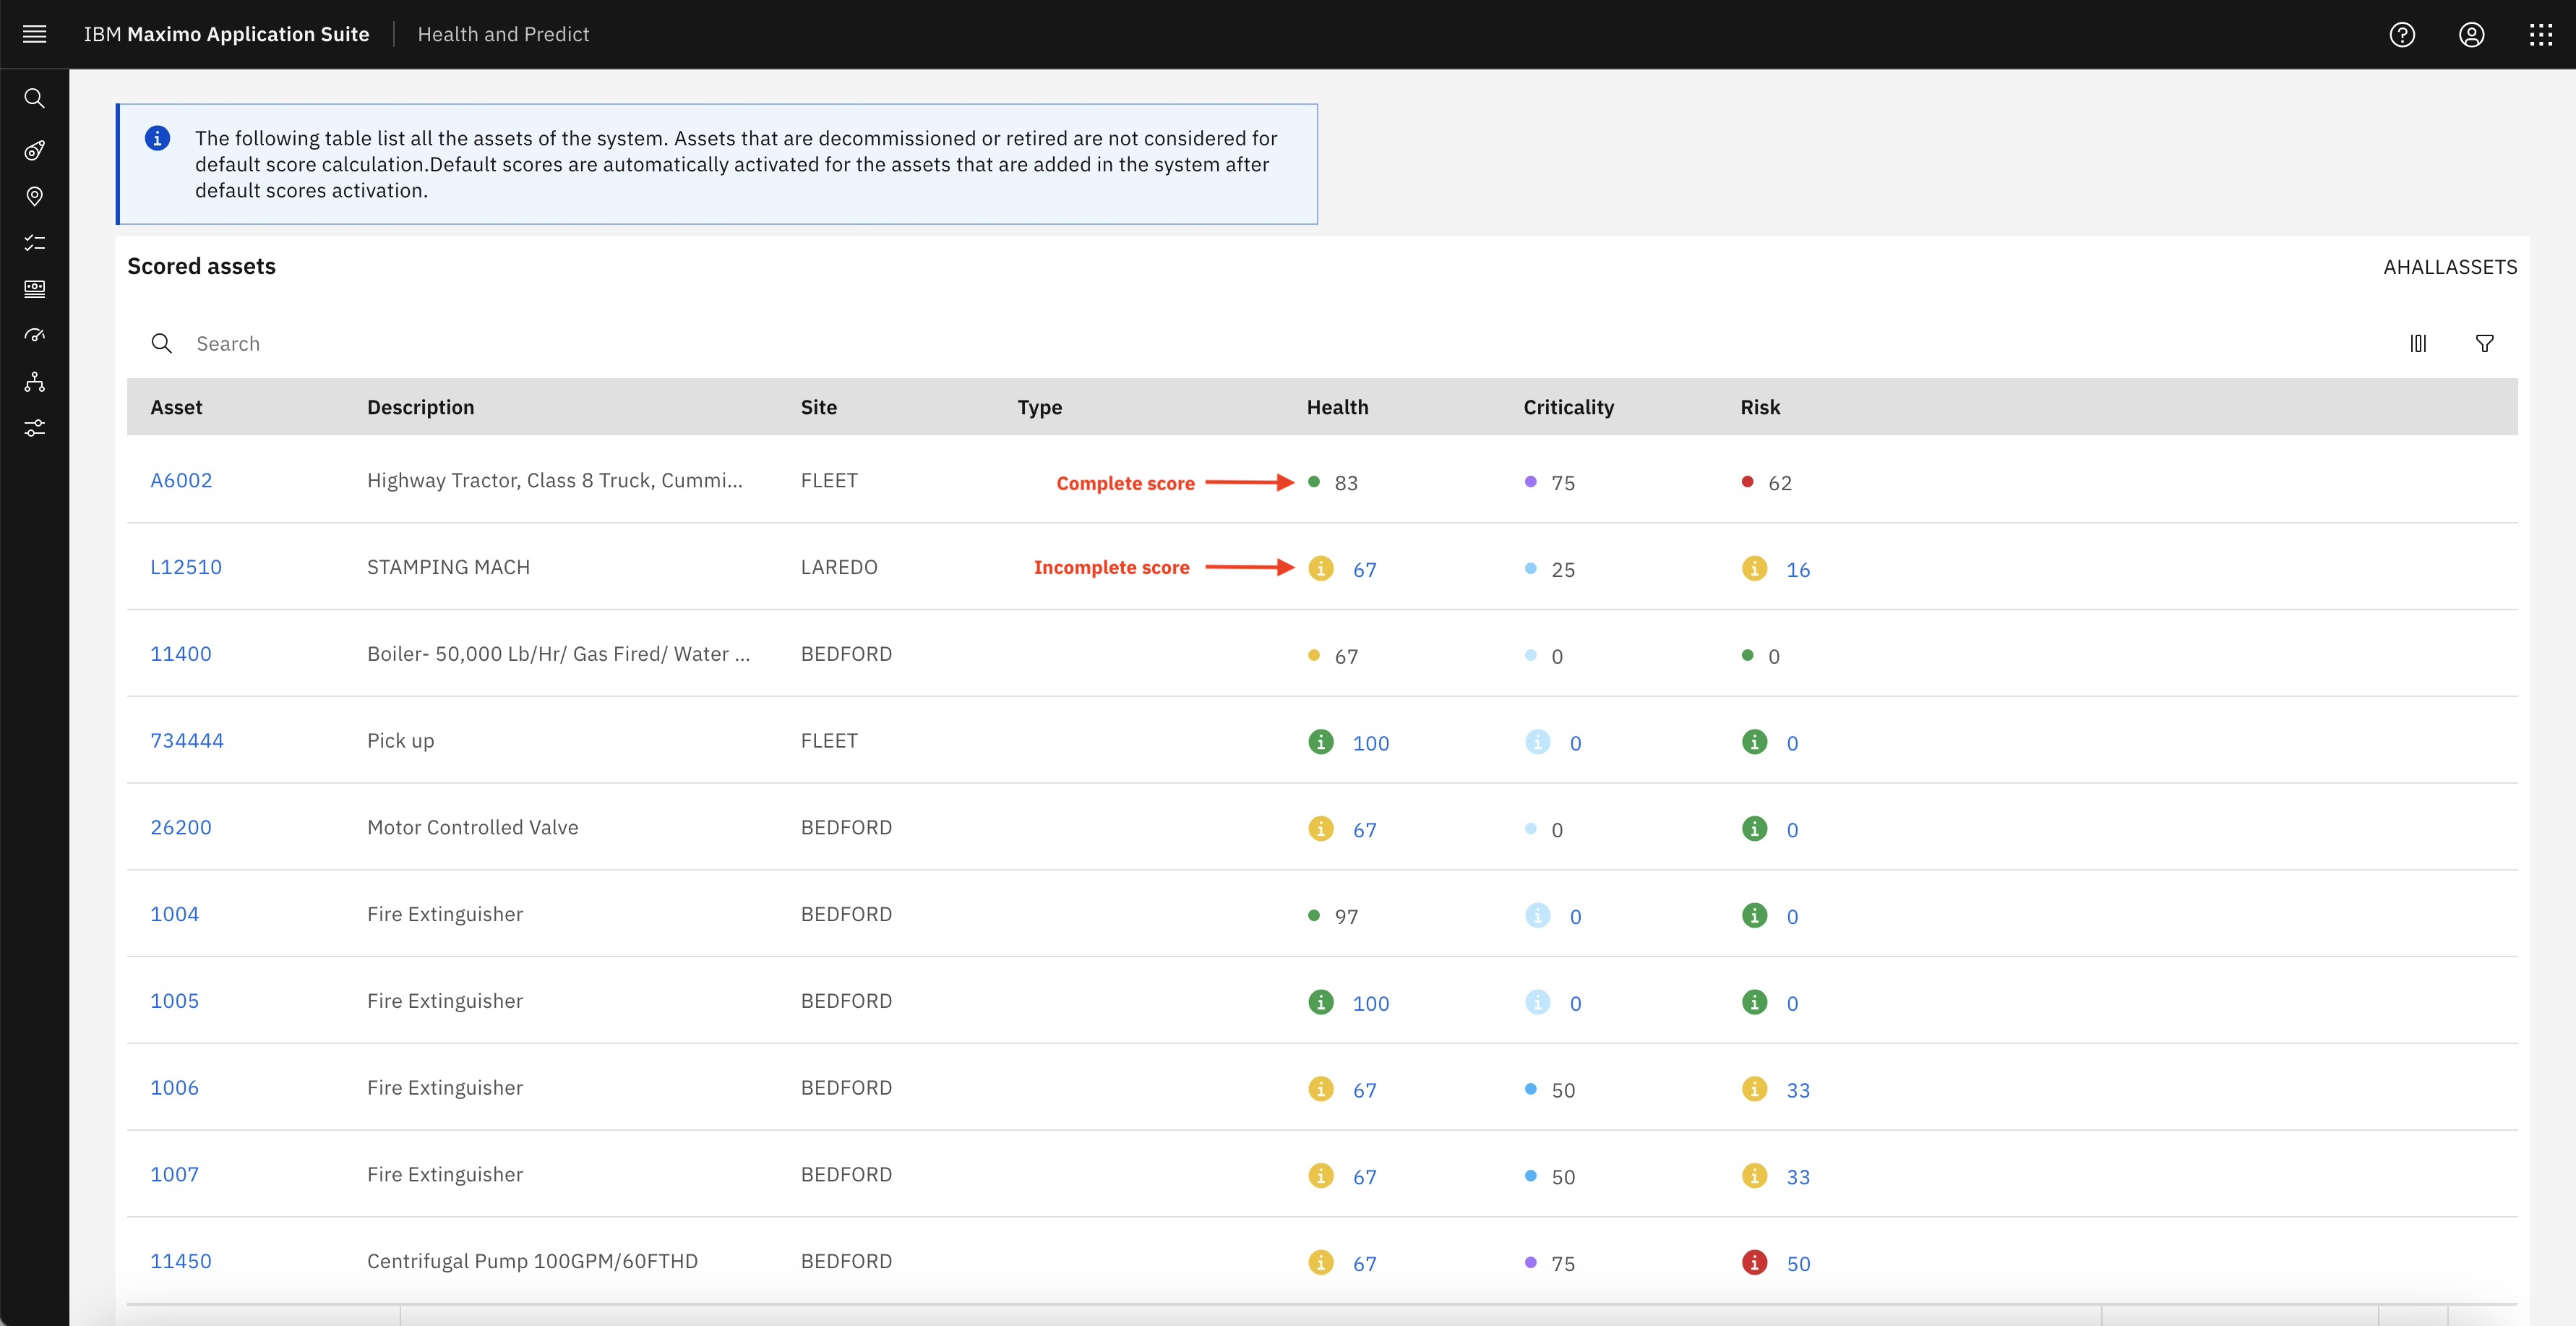 IBM Maximo Application Suite Health and Predict
The following table list all the assets of the system. Assets that are decommissioned or retired are not considered for
default score calculation.Default scores are automatically activated for the assets that are added in the system after
default scores activation.
Scored assets AHALLASSETS
Search
Asset Description Site Type Health Criticality Risk
A6002 Highway Tractor, Class 8 Truck, Cummi... FLEET Complete score 83 75 62
L12510 STAMPING MACH LAREDO Incomplete score 67 25 16
11400 Boiler- 50,000 Lb/Hr/ Gas Fired/ Water ... BEDFORD 67 0 0
734444 Pick up FLEET 100 0 0
26200 Motor Controlled Valve BEDFORD 67 0 0
1004 Fire Extinguisher BEDFORD 97 0 0
1005 Fire Extinguisher BEDFORD 100 0 0
1006 Fire Extinguisher BEDFORD 67 50 33
1007 Fire Extinguisher BEDFORD 67 50 33
11450 Centrifugal Pump 100GPM/60FTHD BEDFORD 67 75 50